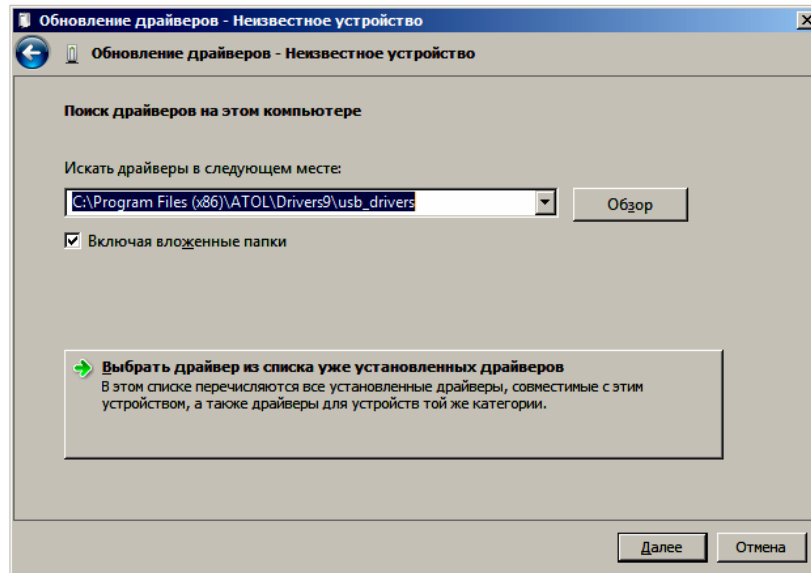 Обновление драйверов - Неизвестное устройство
Обновление драйверов - Неизвестное устройство
Поиск драйверов на этом компьютере
Искать драйверы в следующем месте:
C:\Program Files (x86)\ATOL\Drivers9\usb_drivers
Обзор
Включая вложенные папки
Выбрать драйвер из списка уже установленных драйверов
В этом списке перечисляются все установленные драйверы, совместимые с этим
устройством, а также драйверы для устройств той же категории.
Далее
Отмена